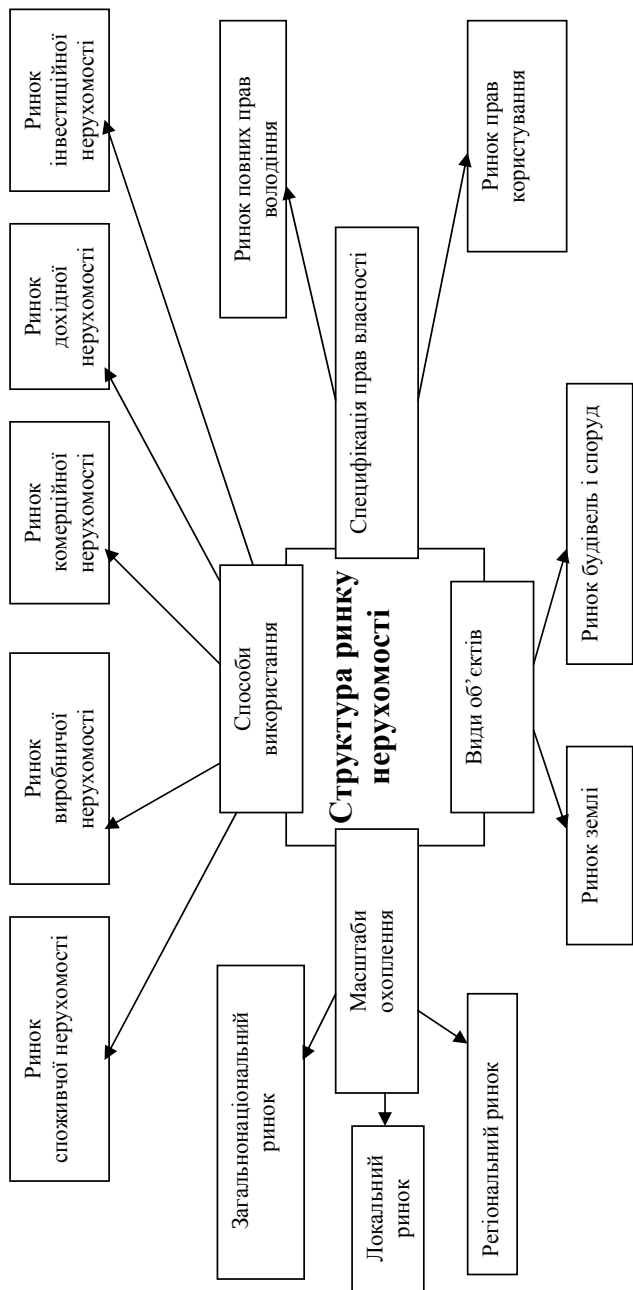 Ринок
споживчої нерухомості
Ринок
виробничої
нерухомості
Ринок
комерційної
нерухомості
Ринок
дохідної
нерухомості
Ринок
інвестиційної
нерухомості
Способи
використання
Загальнонаціональний
ринок
Ринок повних прав
володіння
Локальний
ринок
Масштаби
охоплення
Структура ринку
нерухомості
Специфікація прав власності
Регіональний ринок
Види об’єктів
Ринок прав
користування
Ринок землі
Ринок будівель і споруд